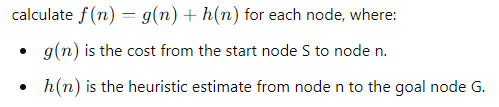 calculate f(n) = g(n) + h(n) for each node, where:
• g(n) is the cost from the start node S to node n.
• h(n) is the heuristic estimate from node n to the goal node G.